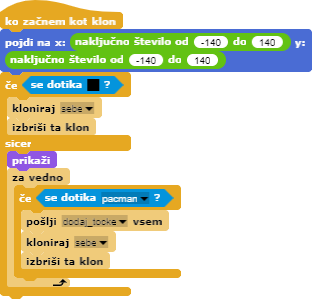 ko začnem kot klon
pojdi na x: naključno število od -140 do 140 y:
naključno število od -140 do 140
če se dotika ?
kloniraj sebe
izbriši ta klon
sicer
prikaži
za vedno
če se dotika pacman ?
pošlji dodaj_tocke vsem
kloniraj sebe
izbriši ta klon